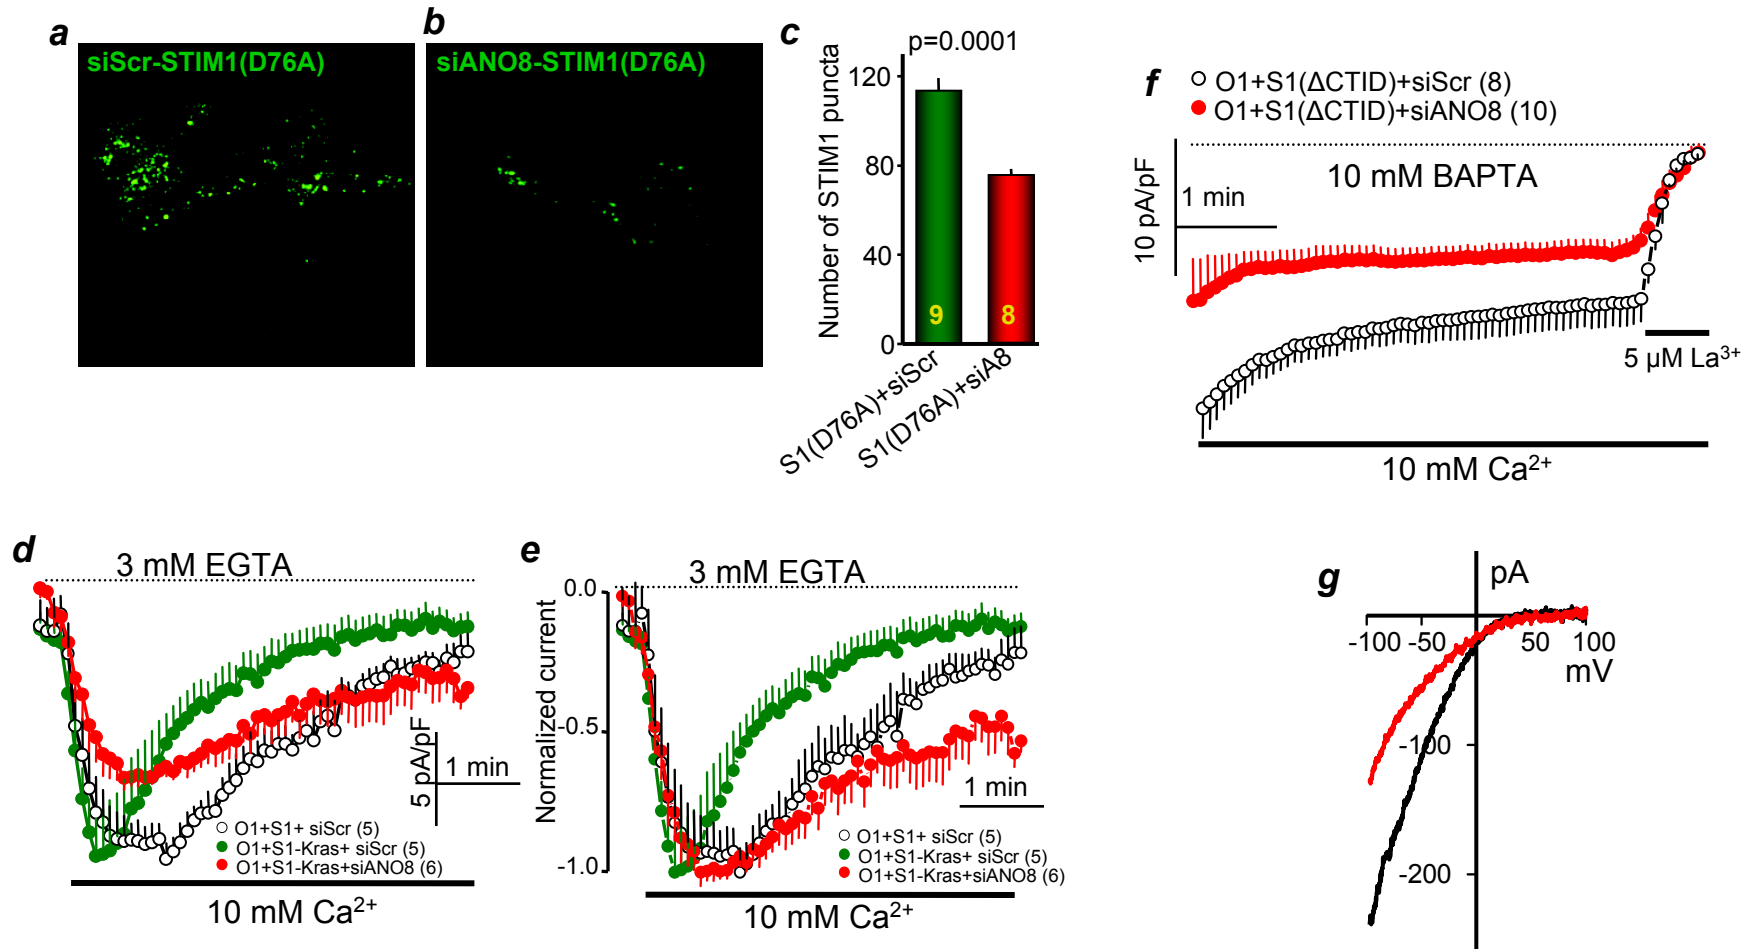 a
siScr-STIM1(D76A)
b
siANO8-STIM1(D76A)
c
p=0.0001
Number of STIM1 puncta
120
80
40
0
9
8
S1(D76A)+siScr
S1(D76A)+siA8
f
O1+S1(ΔCTID)+siScr (8)
O1+S1(ΔCTID)+siANO8 (10)
10 mM BAPTA
10 pA/pF
1 min
5 µM La³⁺
10 mM Ca²⁺
d
3 mM EGTA
5 pA/pF
1 min
O1+S1+ siScr (5)
O1+S1-Kras+ siScr (5)
O1+S1-Kras+siANO8 (6)
10 mM Ca²⁺
e
3 mM EGTA
Normalized current
0.0
-0.5
-1.0
1 min
O1+S1+ siScr (5)
O1+S1-Kras+ siScr (5)
O1+S1-Kras+siANO8 (6)
10 mM Ca²⁺
g
pA
-100
-50
50
100
mV
-100
-200